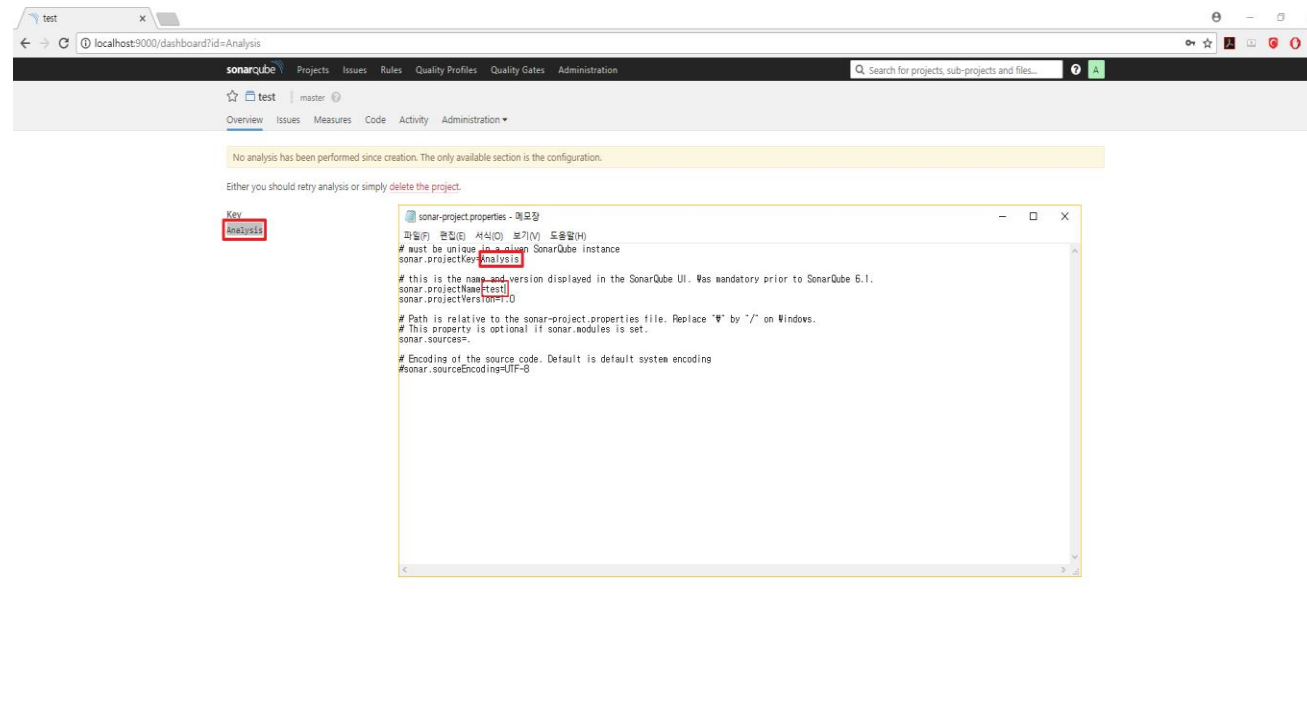 test
localhost:9000/dashboard?id=Analysis
sonarqube Projects Issues Rules Quality Profiles Quality Gates Administration Search for projects, sub-projects and files... A
test master
Overview Issues Measures Code Activity Administration
No analysis has been performed since creation. The only available section is the configuration.
Either you should retry analysis or simply delete the project.
Key
Analysis
sonar-project.properties - 메모장
파일(F) 편집(E) 서식(O) 보기(V) 도움말(H)
# must be unique in a given SonarQube instance
sonar.projectKey=Analysis
# this is the name and version displayed in the SonarQube UI. Was mandatory prior to SonarQube 6.1.
sonar.projectName=test
sonar.projectVersion=1.0
# Path is relative to the sonar-project.properties file. Replace "₩" by "/" on Windows.
# This property is optional if sonar.modules is set.
sonar.sources=.
# Encoding of the source code. Default is default system encoding
#sonar.sourceEncoding=UTF-8